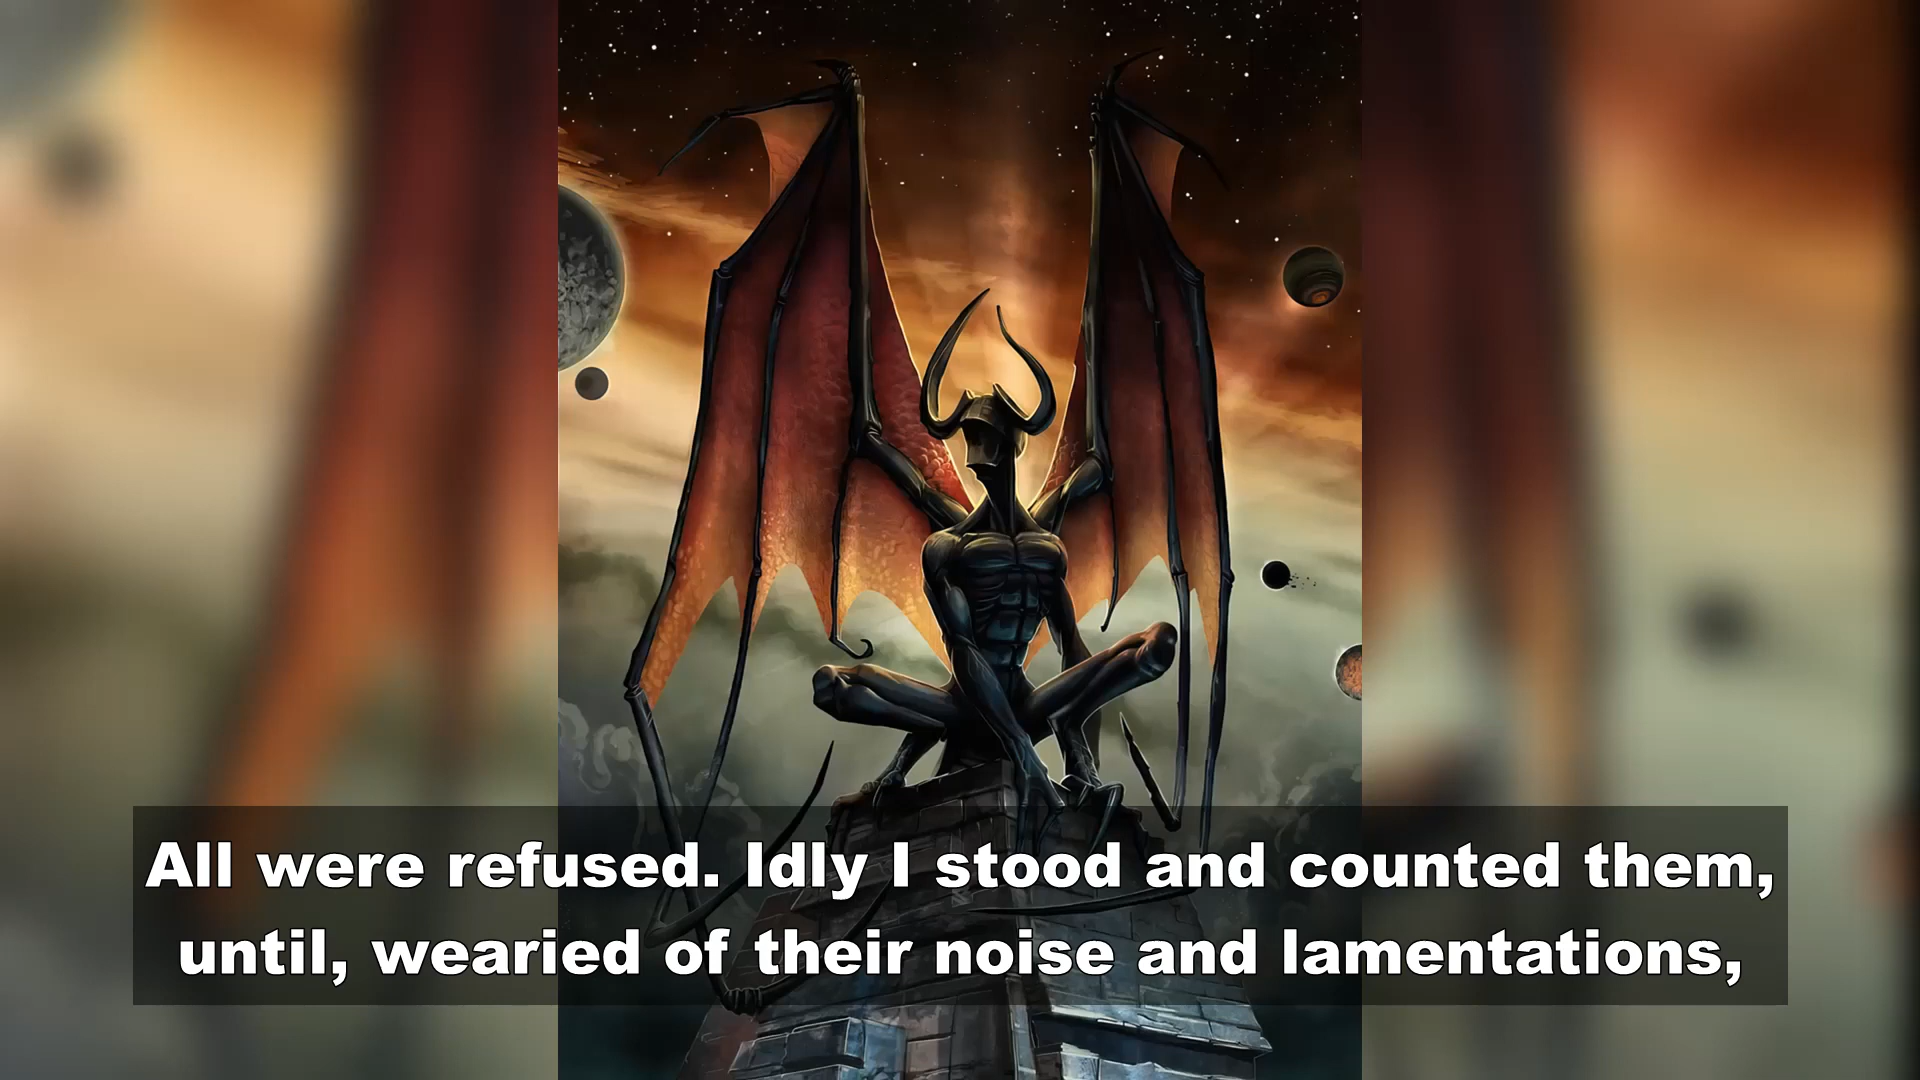 All were refused. Idly I stood and counted them,
until, wearied of their noise and lamentations,